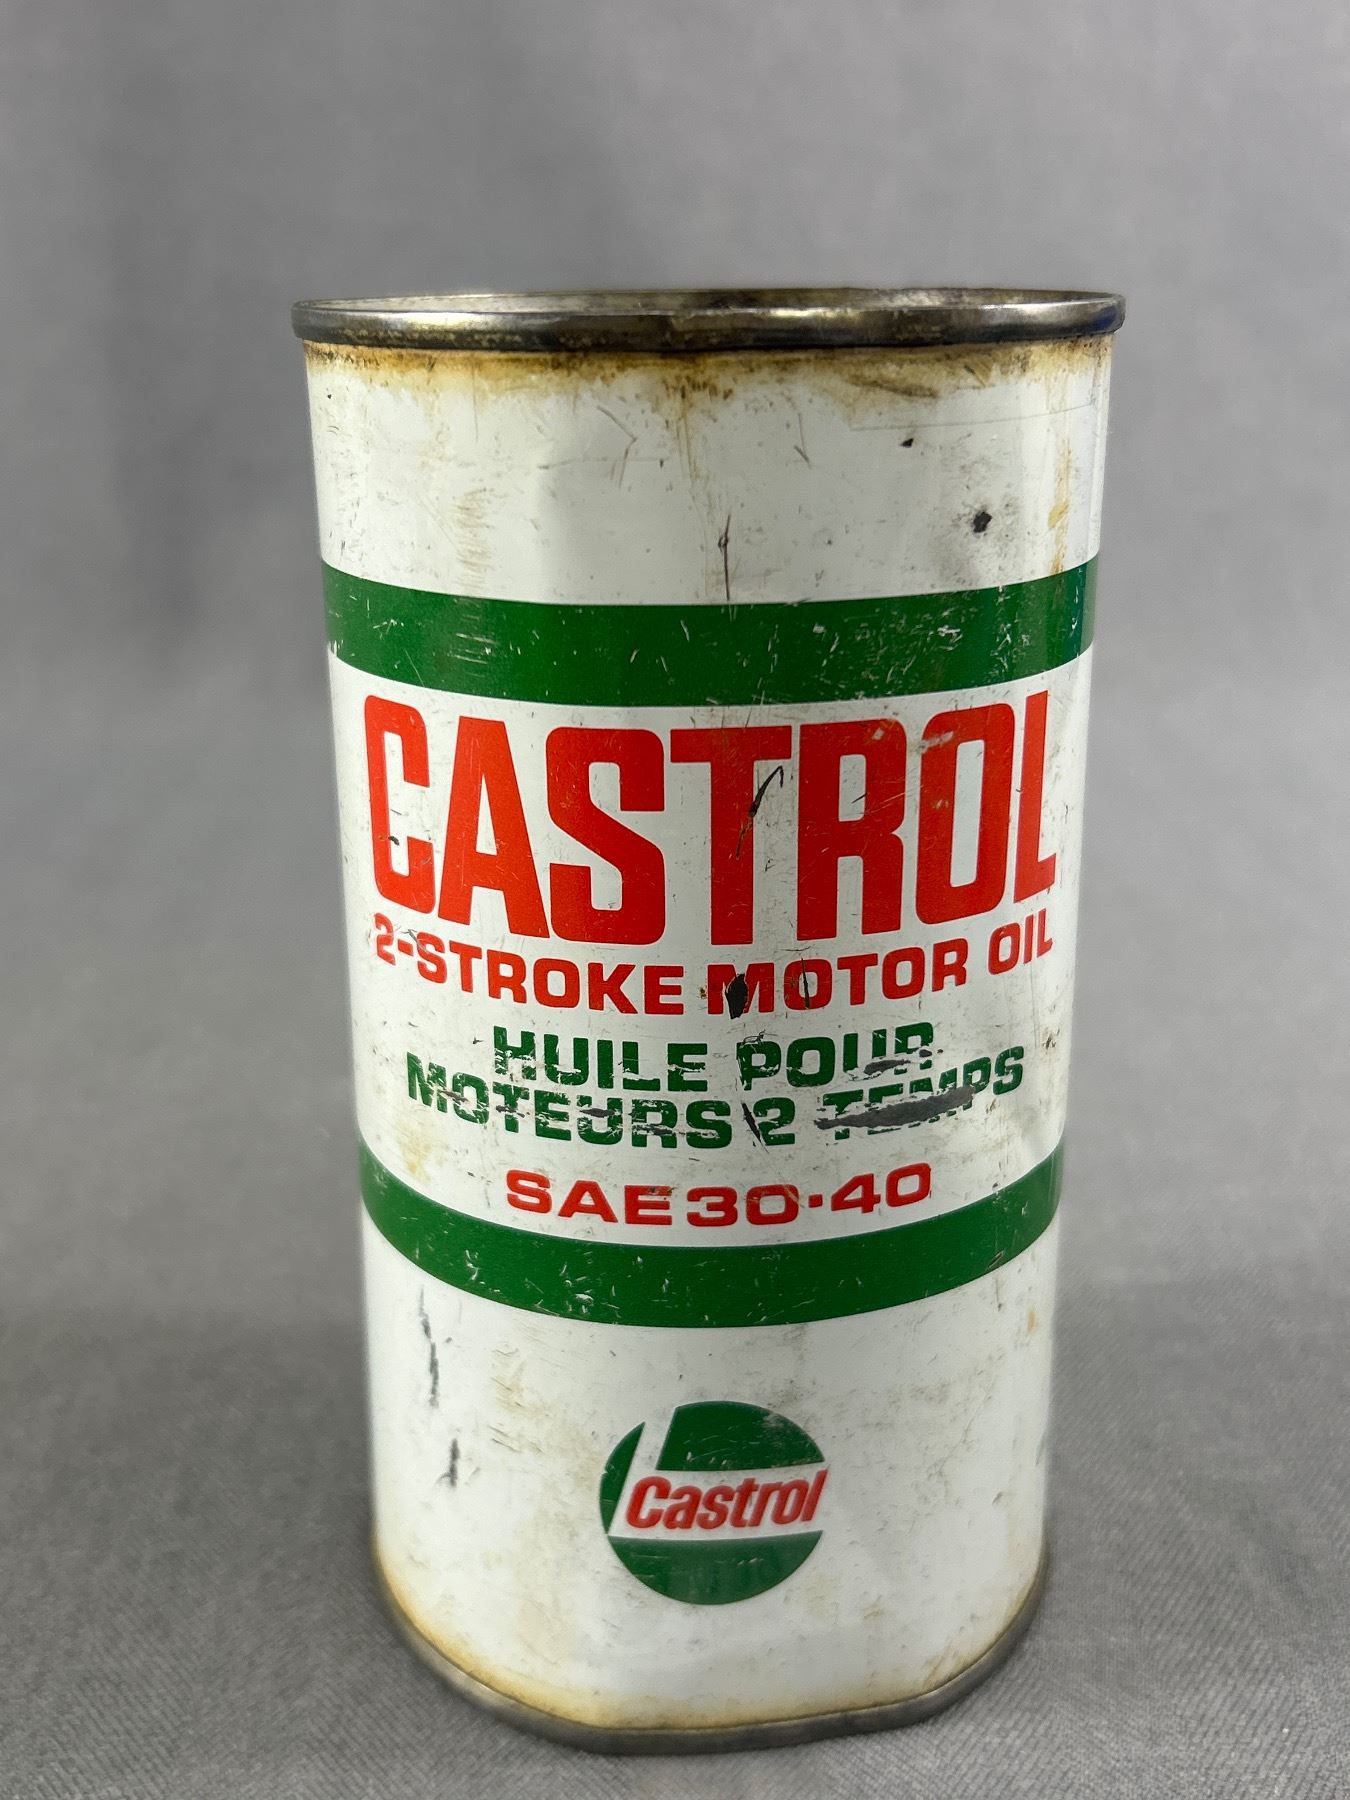 CASTROL
2-STROKE MOTOR OIL
HUILE POUR
MOTEURS 2 TEMPS
SAE 30·40
Castrol